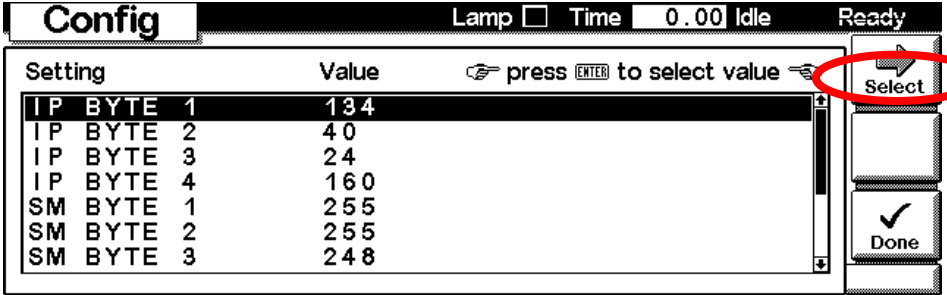 Config Lamp Time 0.00 Idle Ready
Setting Value press ENTER to select value
Select
IP BYTE 1 134
IP BYTE 2 40
IP BYTE 3 24
IP BYTE 4 160
SM BYTE 1 255
SM BYTE 2 255
SM BYTE 3 248
Done